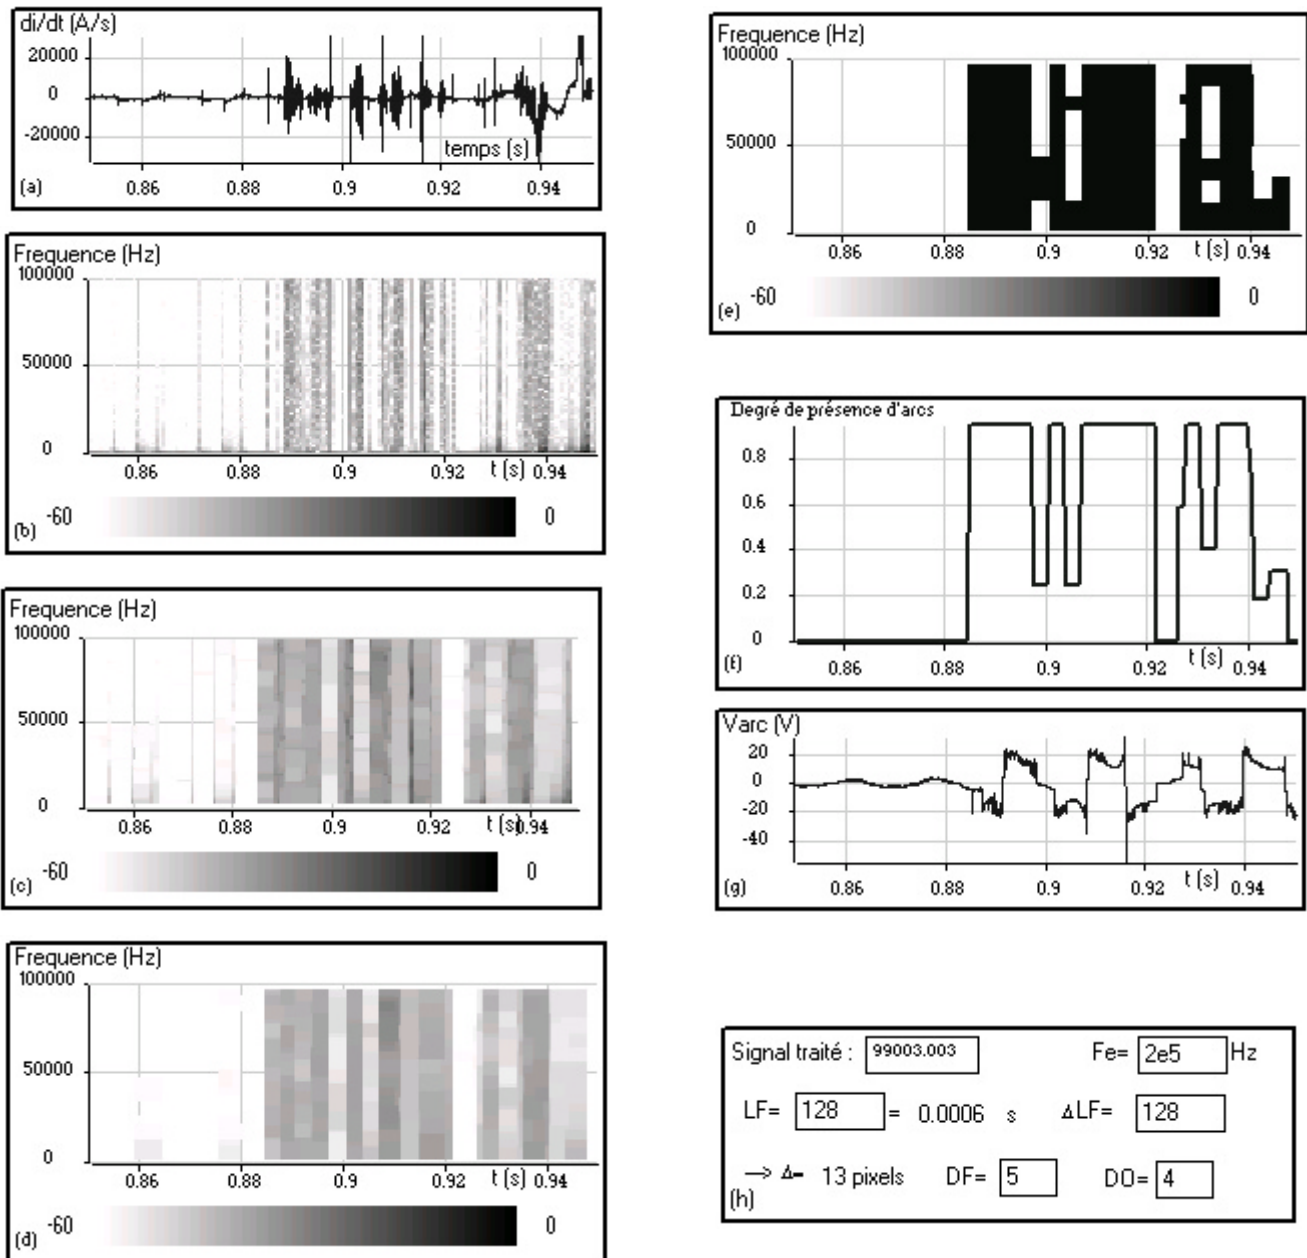 di/dt (A/s)
20000
0
-20000
temps (s)
(a)
0.86 0.88 0.9 0.92 0.94
Frequence (Hz)
100000
50000
0
0.86 0.88 0.9 0.92 t (s) 0.94
(b) -60 0
Frequence (Hz)
100000
50000
0
0.86 0.88 0.9 0.92 t (s) 0.94
(c) -60 0
Frequence (Hz)
100000
50000
0
0.86 0.88 0.9 0.92 t (s) 0.94
(d) -60 0
Frequence (Hz)
100000
50000
0
0.86 0.88 0.9 0.92 t (s) 0.94
(e) -60 0
Degré de présence d'arcs
0.8
0.6
0.4
0.2
0
(f)
0.86 0.88 0.9 0.92 t (s) 0.94
Varc (V)
20
0
-20
-40
(g)
0.86 0.88 0.9 0.92 t (s) 0.94
Signal traité : 99003.003 Fe= 2e5 Hz
LF= 128 = 0.0006 s ΔLF= 128
→ Δ= 13 pixels DF= 5 DO= 4
(h)